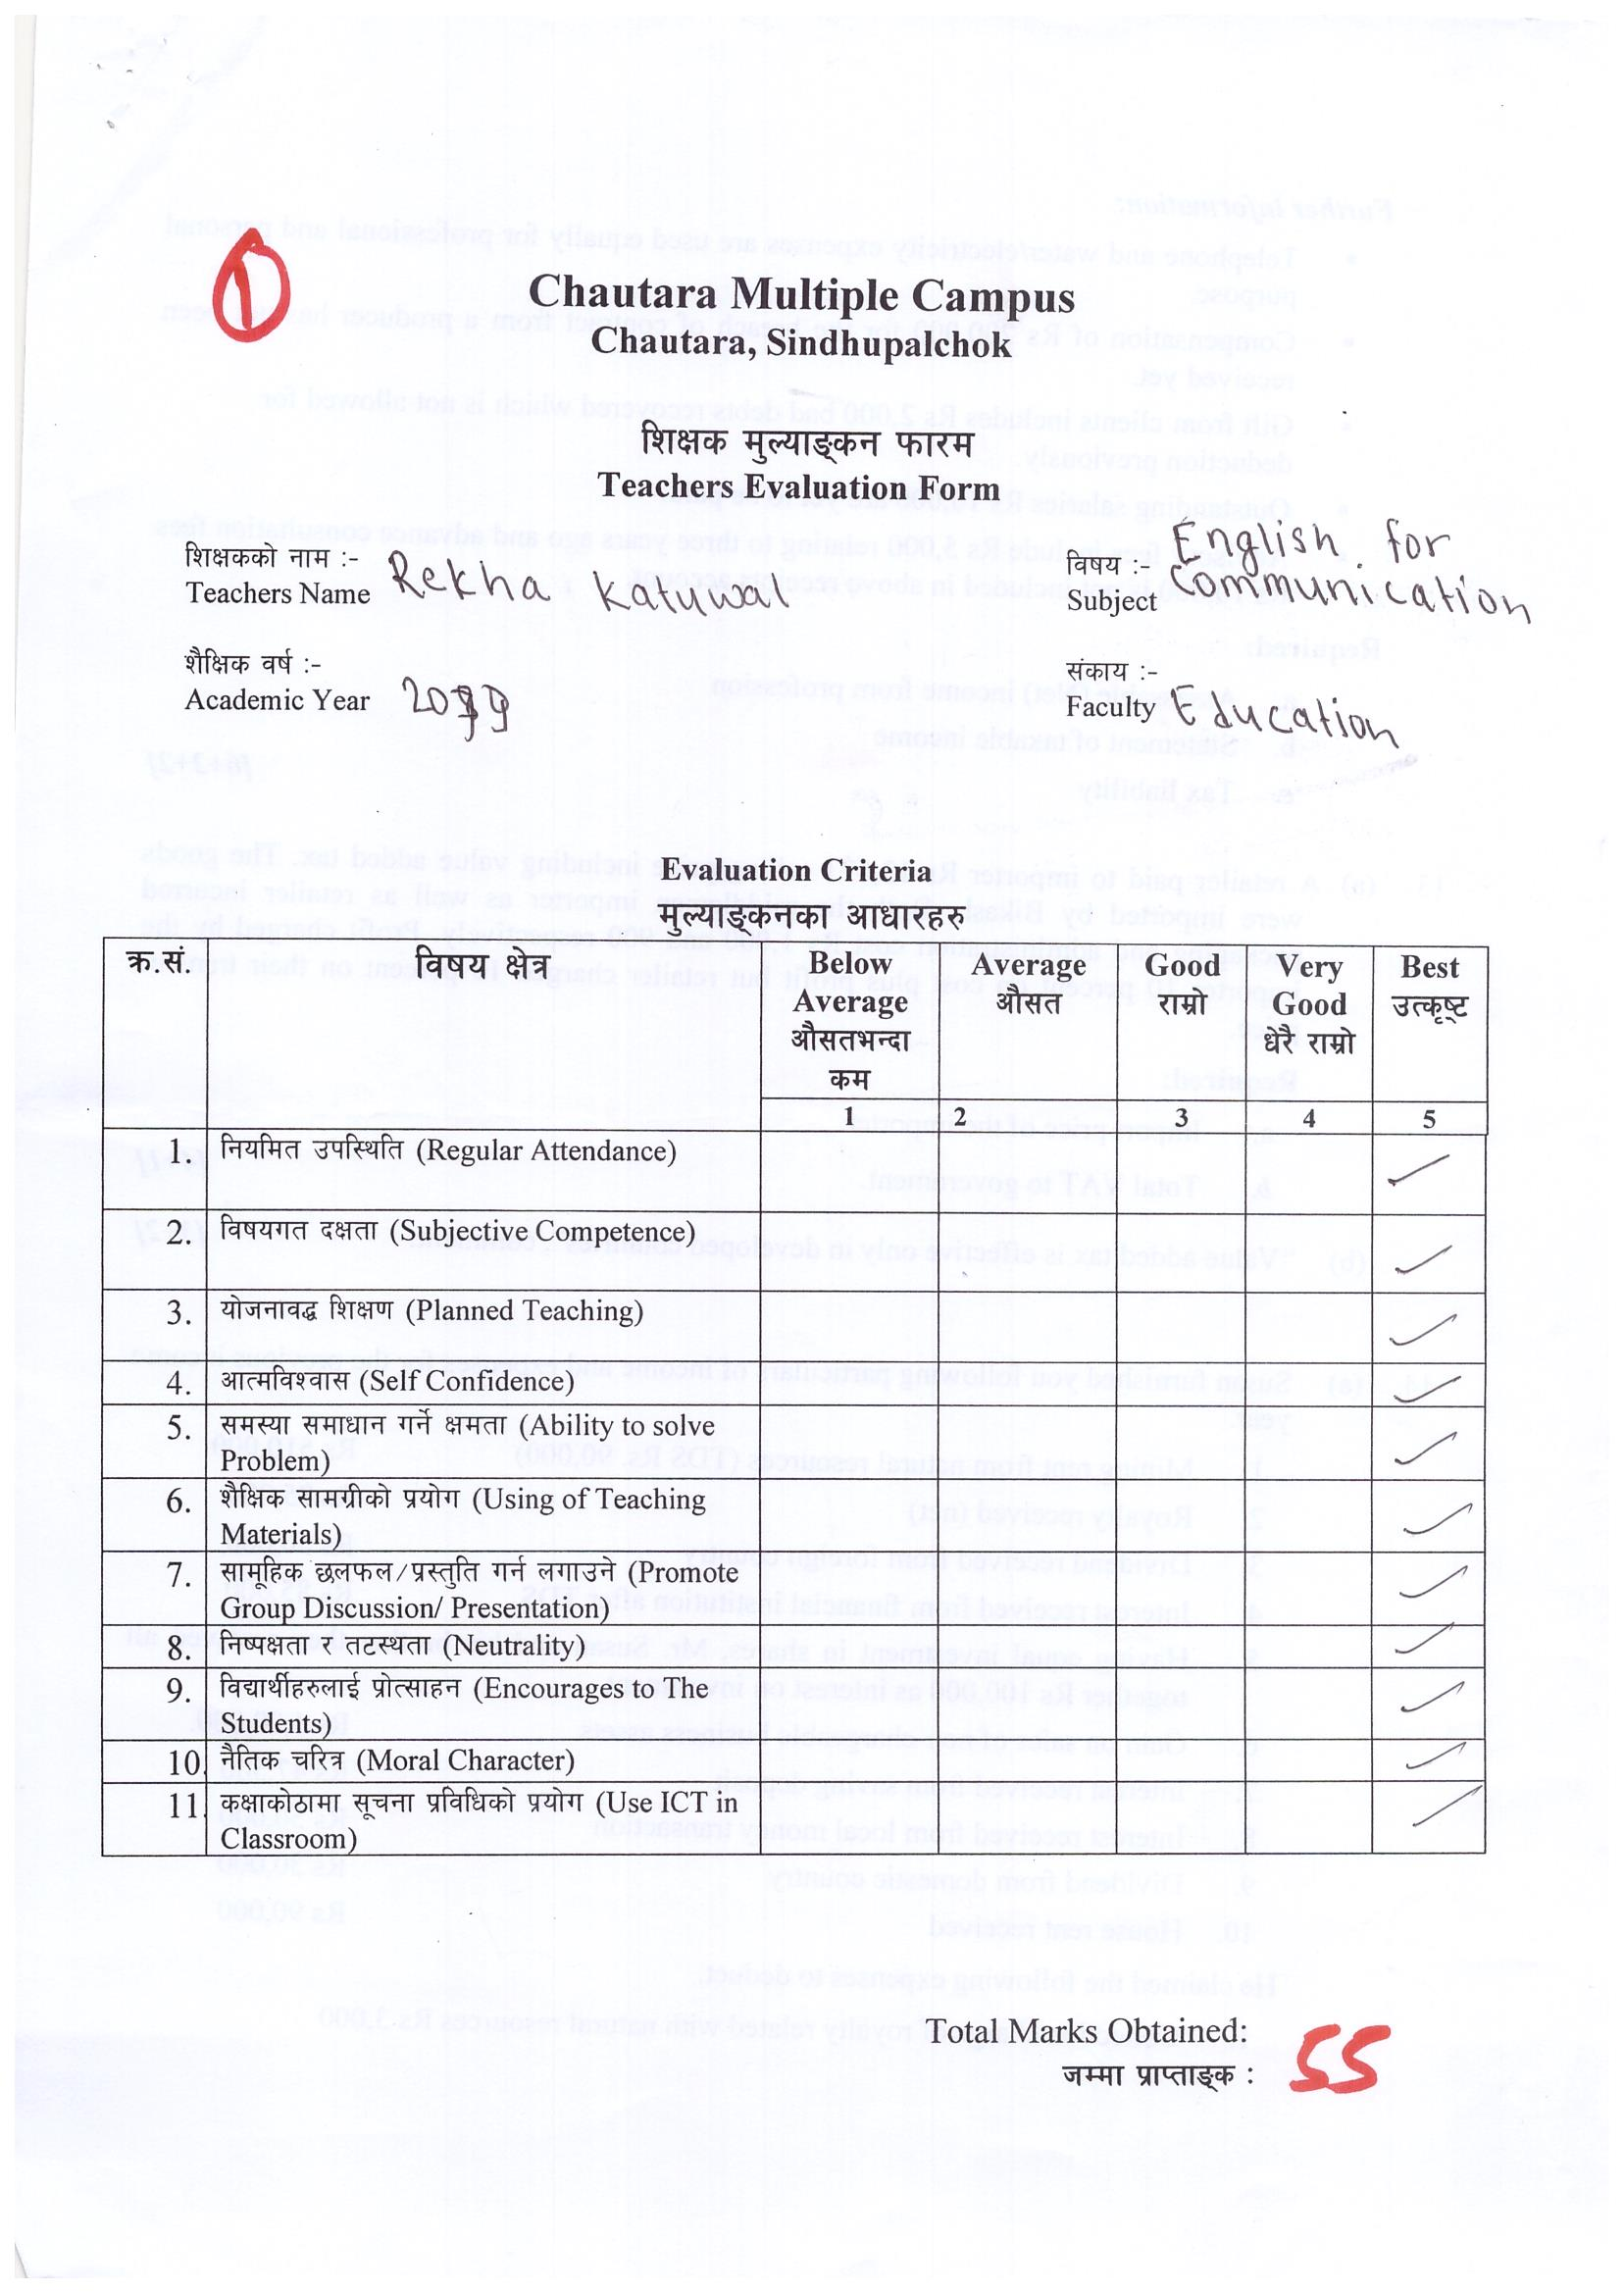 1
Chautara Multiple Campus
Chautara, Sindhupalchok
शिक्षक मुल्याङ्कन फारम
Teachers Evaluation Form
शिक्षकको नाम :- Rekha Katuwal
Teachers Name
विषय :- English for
Subject Communication
शैक्षिक वर्ष :-
Academic Year
संकाय :-
Faculty Education
Evaluation Criteria
मुल्याङ्कनका आधारहरु
क्र.सं. विषय क्षेत्र Below Average औसतभन्दा कम Average औसत Good राम्रो Very Good धेरै राम्रो Best उत्कृष्ट
1 2 3 4 5
1. नियमित उपस्थिति (Regular Attendance) ✓
2. विषयगत दक्षता (Subjective Competence) ✓
3. योजनावद्ध शिक्षण (Planned Teaching) ✓
4. आत्मविश्वास (Self Confidence) ✓
5. समस्या समाधान गर्ने क्षमता (Ability to solve
Problem) ✓
6. शैक्षिक सामग्रीको प्रयोग (Using of Teaching
Materials) ✓
7. सामूहिक छलफल/प्रस्तुति गर्न लगाउने (Promote
Group Discussion/ Presentation) ✓
8. निष्पक्षता र तटस्थता (Neutrality) ✓
9. विद्यार्थीहरुलाई प्रोत्साहन (Encourages to The
Students) ✓
10. नैतिक चरित्र (Moral Character) ✓
11. कक्षाकोठामा सूचना प्रविधिको प्रयोग (Use ICT in
Classroom) ✓
Total Marks Obtained: 55
जम्मा प्राप्ताङ्क :